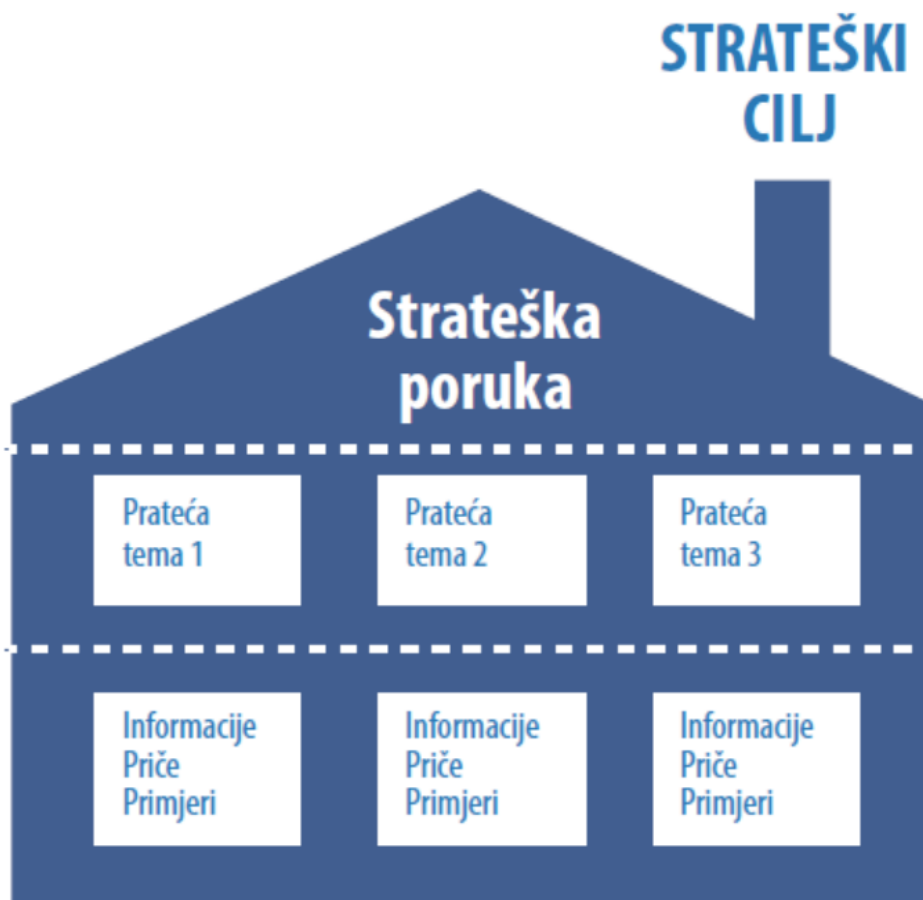 STRATEŠKI
CILJ
Strateška
poruka
Prateća
tema 1
Prateća
tema 2
Prateća
tema 3
Informacije
Priče
Primjeri
Informacije
Priče
Primjeri
Informacije
Priče
Primjeri